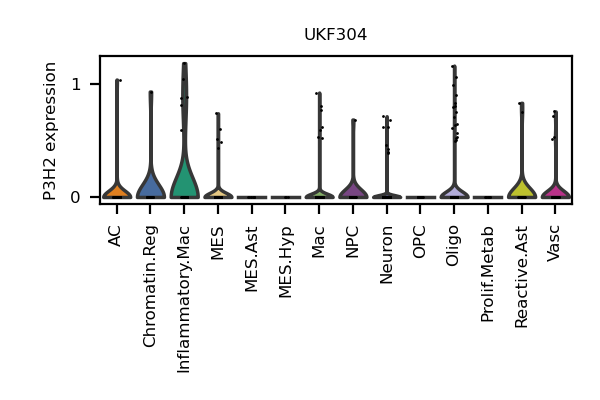 UKF304
P3H2 expression
1
0
AC
Chromatin.Reg
Inflammatory.Mac
MES
MES.Ast
MES.Hyp
Mac
NPC
Neuron
OPC
Oligo
Prolif.Metab
Reactive.Ast
Vasc